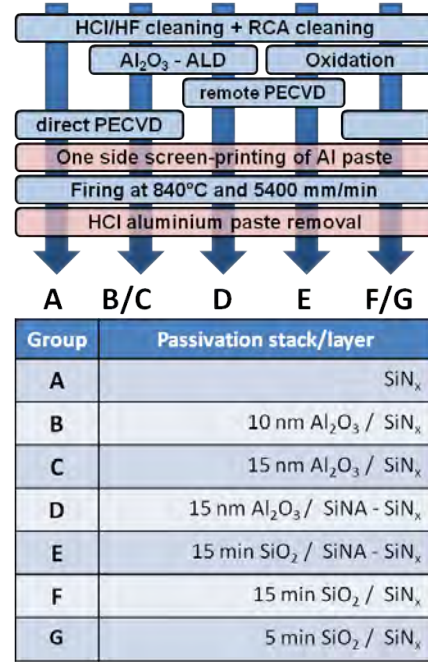 HCl/HF cleaning + RCA cleaning
Al₂O₃ - ALD Oxidation
remote PECVD
direct PECVD
One side screen-printing of Al paste
Firing at 840°C and 5400 mm/min
HCl aluminium paste removal
A B/C D E F/G
Group Passivation stack/layer
A SiNₓ
B 10 nm Al₂O₃ / SiNₓ
C 15 nm Al₂O₃ / SiNₓ
D 15 nm Al₂O₃ / SiNA - SiNₓ
E 15 min SiO₂ / SiNA - SiNₓ
F 15 min SiO₂ / SiNₓ
G 5 min SiO₂ / SiNₓ